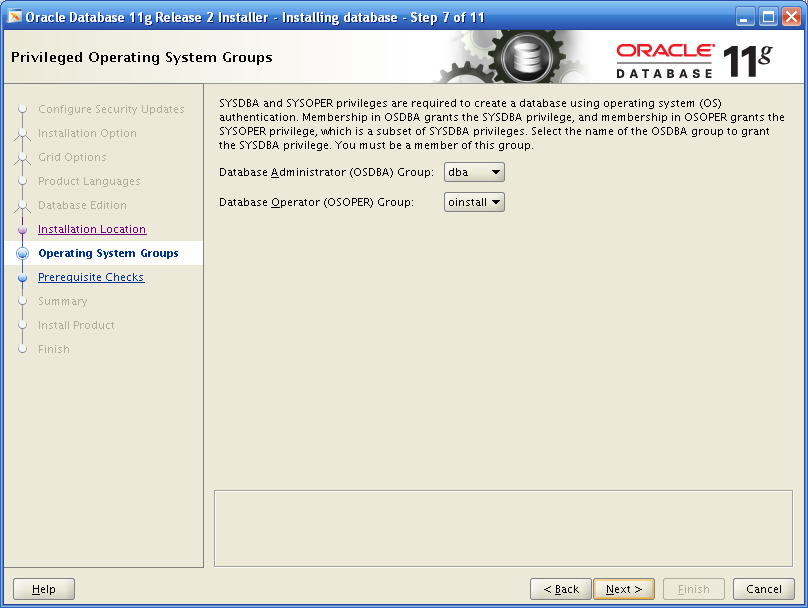 Oracle Database 11g Release 2 Installer - Installing database - Step 7 of 11
Privileged Operating System Groups
ORACLE
DATABASE
11g
Configure Security Updates
Installation Option
Grid Options
Product Languages
Database Edition
Installation Location
Operating System Groups
Prerequisite Checks
Summary
Install Product
Finish
SYSDBA and SYSOPER privileges are required to create a database using operating system (OS)
authentication. Membership in OSDBA grants the SYSDBA privilege, and membership in OSOPER grants the
SYSOPER privilege, which is a subset of SYSDBA privileges. Select the name of the OSDBA group to grant
the SYSDBA privilege. You must be a member of this group.
Database Administrator (OSDBA) Group: dba
Database Operator (OSOPER) Group: oinstall
Help < Back Next > Finish Cancel